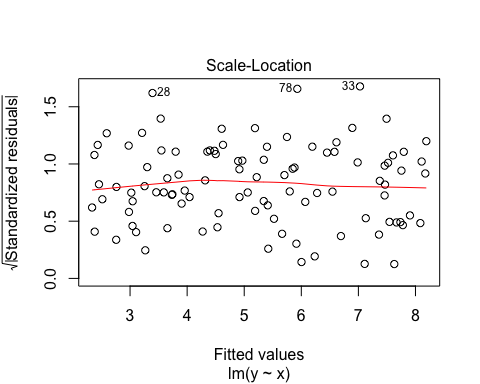 Scale-Location
√|Standardized residuals|
0.0 0.5 1.0 1.5
28
78
33
3 4 5 6 7 8
Fitted values
lm(y ~ x)